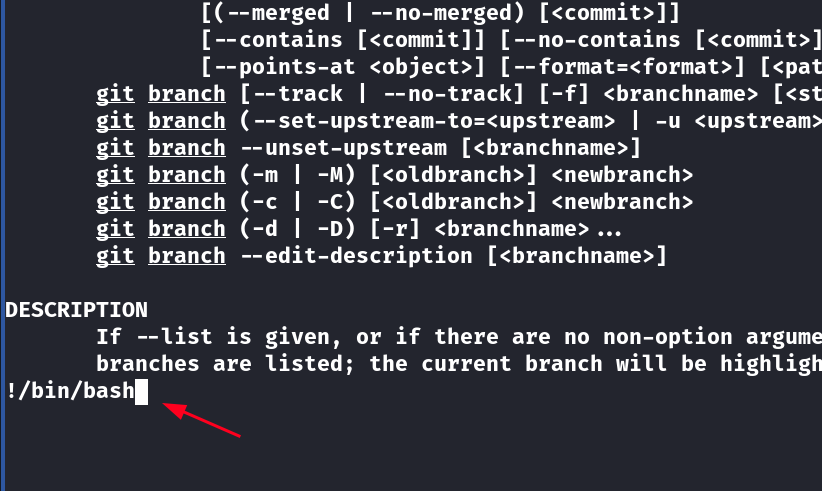 [(--merged | --no-merged) [<commit>]]
[--contains [<commit]] [--no-contains [<commit>]
[--points-at <object>] [--format=<format>] [<pat
git branch [--track | --no-track] [-f] <branchname> [<st
git branch (--set-upstream-to=<upstream> | -u <upstream>
git branch --unset-upstream [<branchname>]
git branch (-m | -M) [<oldbranch>] <newbranch>
git branch (-c | -C) [<oldbranch>] <newbranch>
git branch (-d | -D) [-r] <branchname>...
git branch --edit-description [<branchname>]
DESCRIPTION
If --list is given, or if there are no non-option argume
branches are listed; the current branch will be highligh
!/bin/bash